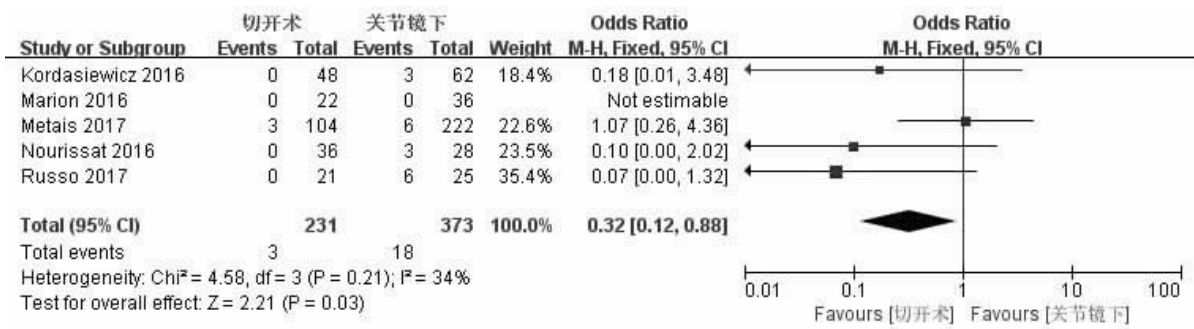 切开术 关节镜下 Odds Ratio Odds Ratio
Study or Subgroup Events Total Events Total Weight M-H, Fixed, 95% CI M-H, Fixed, 95% CI
Kordasiewicz 2016 0 48 3 62 18.4% 0.18 [0.01, 3.48]
Marion 2016 0 22 0 36 Not estimable
Metais 2017 3 104 6 222 22.6% 1.07 [0.26, 4.36]
Nourissat 2016 0 36 3 28 23.5% 0.10 [0.00, 2.02]
Russo 2017 0 21 6 25 35.4% 0.07 [0.00, 1.32]
Total (95% CI) 231 373 100.0% 0.32 [0.12, 0.88]
Total events 3 18
Heterogeneity: Chi² = 4.58, df = 3 (P = 0.21); I² = 34%
Test for overall effect: Z = 2.21 (P = 0.03)
0.01 0.1 1 10 100
Favours [切开术] Favours [关节镜下]